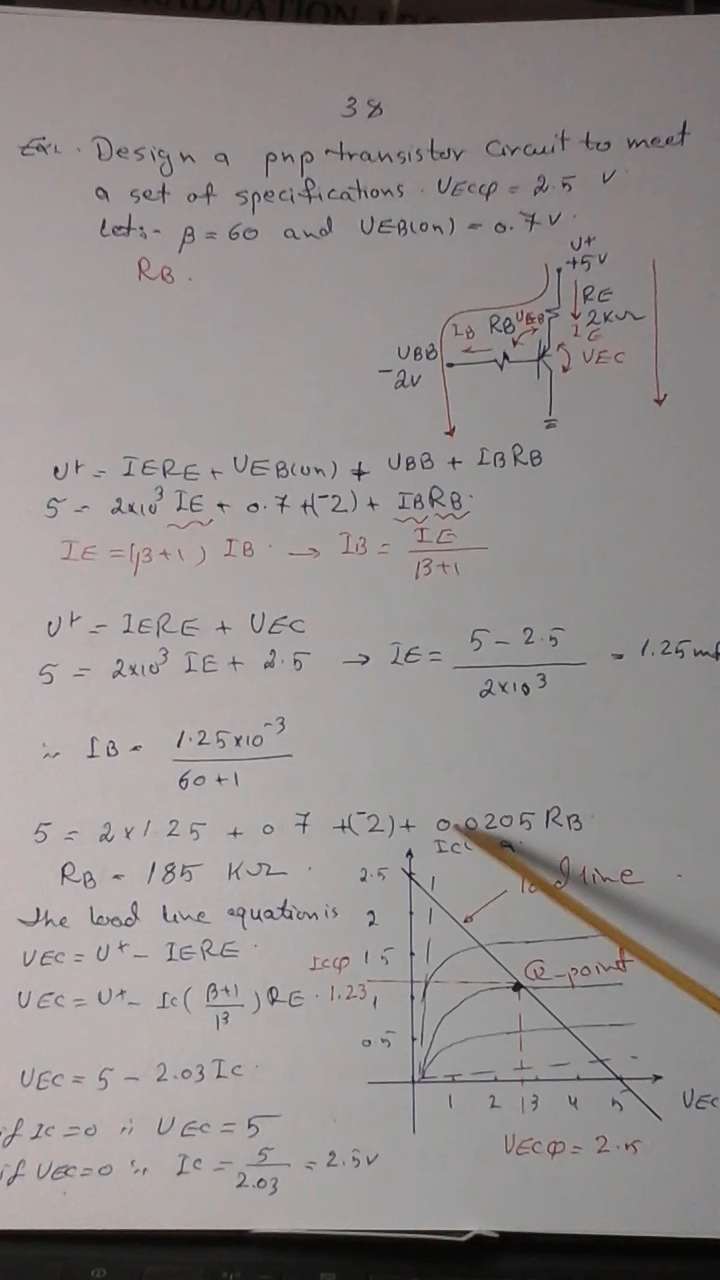 38
Ex. Design a pnp transistor circuit to meet
a set of specifications. VECφ = 2.5 V
Let:- β = 60 and VEB(on) = 0.7 V.
RB.
V+
+5V
RE
2KΩ
IE
IB RB VEB
VBB
-2V
VEC
V+ = IERE + VEB(on) + VBB + IBRB
5 = 2x10³ IE + 0.7 +(-2) + IBRB.
IE = (β+1) IB. → IB = IE / β+1
V+ = IERE + VEC
5 = 2x10³ IE + 2.5 → IE = 5 - 2.5 / 2x10³ = 1.25 m
∴ IB = 1.25x10⁻³ / 60+1
5 = 2x1.25 + 0.7 +(-2) + 0.0205 RB
RB = 185 KΩ.
the load line equation is
VEC = V+ - IERE.
VEC = V+ - Ic(β+1 / β) RE.
VEC = 5 - 2.03 Ic.
if Ic = 0 ∴ VEC = 5
if VEC = 0 ∴ Ic = 5 / 2.03 = 2.5v
2.5
2
1.5
1
0.5
Icφ
1.23
line
Q-point
1 2 3 4 5
VEC
VECφ = 2.5